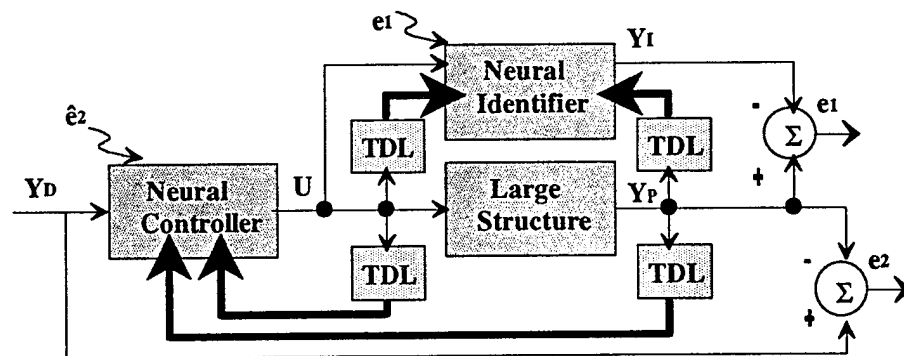 e1
YI
Neural
Identifier
-
e1
Σ
+
ê2
TDL
TDL
YD
Neural
Controller
U
Large
Structure
YP
TDL
TDL
-
e2
Σ
+